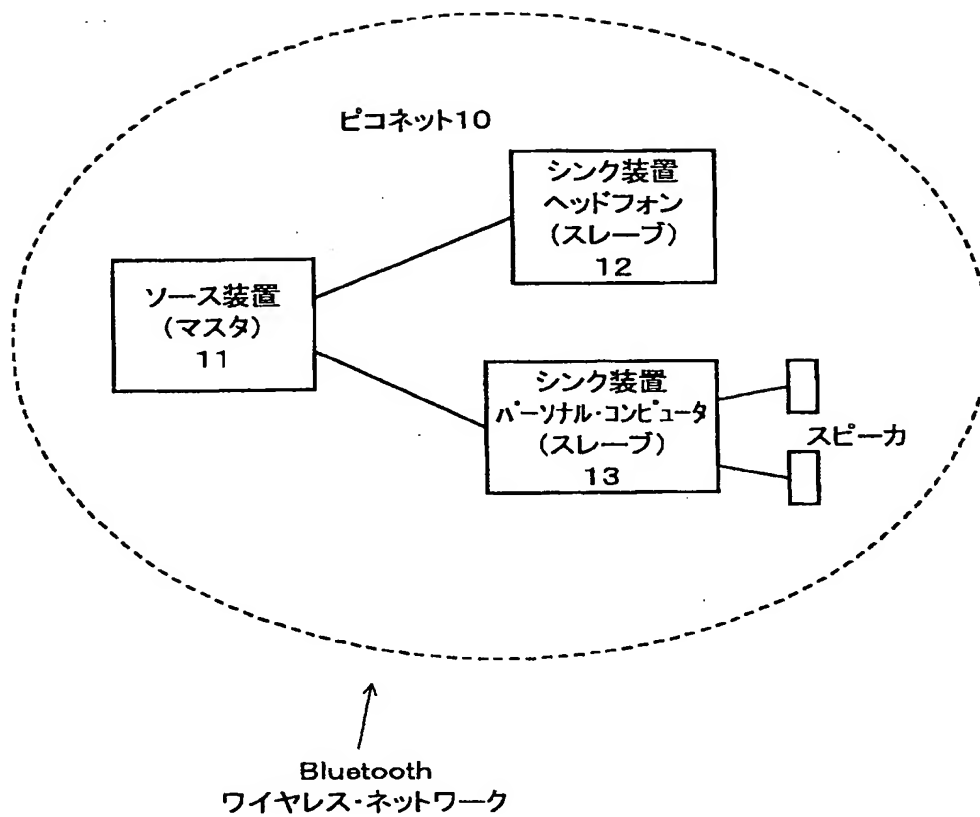 ピコネット10
シンク装置
ヘッドフォン
(スレーブ)
12
ソース装置
(マスタ)
11
シンク装置
パーソナル・コンピュータ
(スレーブ)
13
スピーカ
Bluetooth
ワイヤレス・ネットワーク